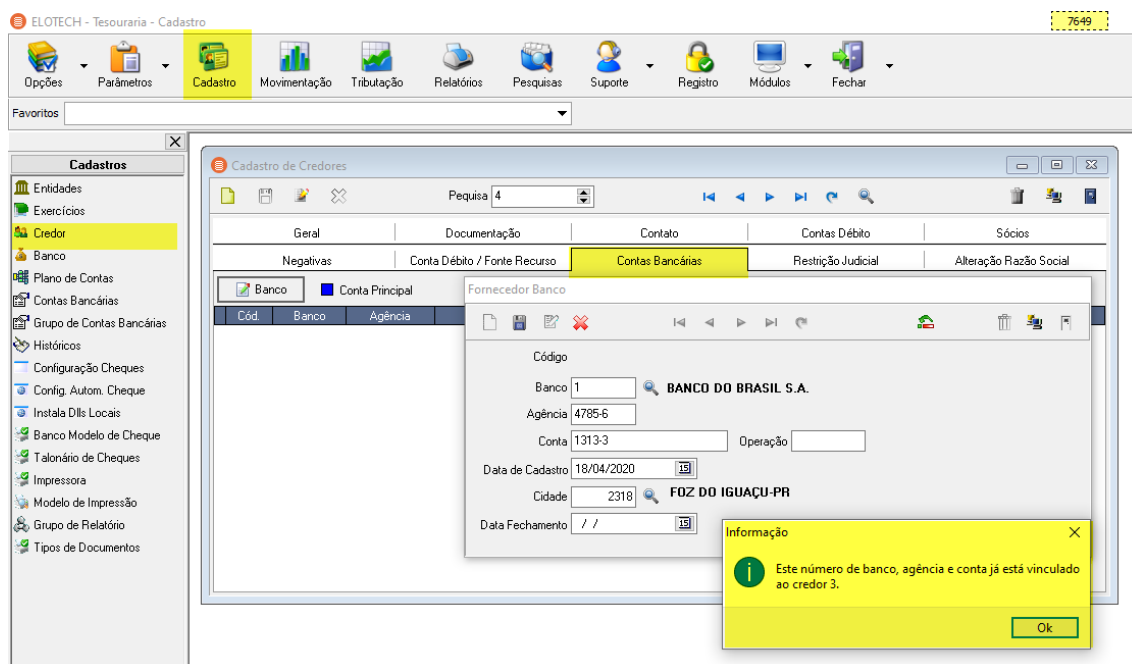 ELOTECH - Tesouraria - Cadastro
7649
Opções
Parâmetros
Cadastro
Movimentação
Tributação
Relatórios
Pesquisas
Suporte
Registro
Módulos
Fechar
Favoritos
Cadastros
Entidades
Exercícios
Credor
Banco
Plano de Contas
Contas Bancárias
Grupo de Contas Bancárias
Históricos
Configuração Cheques
Config. Autom. Cheque
Instala Dlls Locais
Banco Modelo de Cheque
Talonário de Cheques
Impressora
Modelo de Impressão
Grupo de Relatório
Tipos de Documentos
Cadastro de Credores
Pequisa 4
Geral
Documentação
Contato
Contas Débito
Sócios
Negativas
Conta Débito / Fonte Recurso
Contas Bancárias
Restrição Judicial
Alteração Razão Social
Banco
Conta Principal
Cód.
Banco
Agência
Fornecedor Banco
Código
Banco 1 BANCO DO BRASIL S.A.
Agência 4785-6
Conta 1313-3 Operação
Data de Cadastro 18/04/2020 15
Cidade 2318 FOZ DO IGUAÇU-PR
Data Fechamento / / 15
Informação
Este número de banco, agência e conta já está vinculado
ao credor 3.
Ok